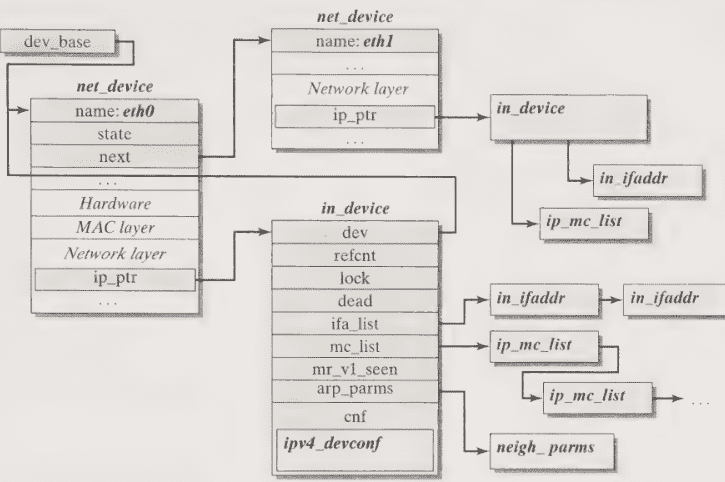 dev_base
net_device
name: eth0
state
next
...
Hardware
MAC layer
Network layer
ip_ptr
...
net_device
name: eth1
...
Network layer
ip_ptr
...
in_device
in_ifaddr
ip_mc_list
in_device
dev
refcnt
lock
dead
ifa_list
mc_list
mr_v1_seen
arp_parms
cnf
ipv4_devconf
in_ifaddr
in_ifaddr
ip_mc_list
ip_mc_list
...
neigh_parms